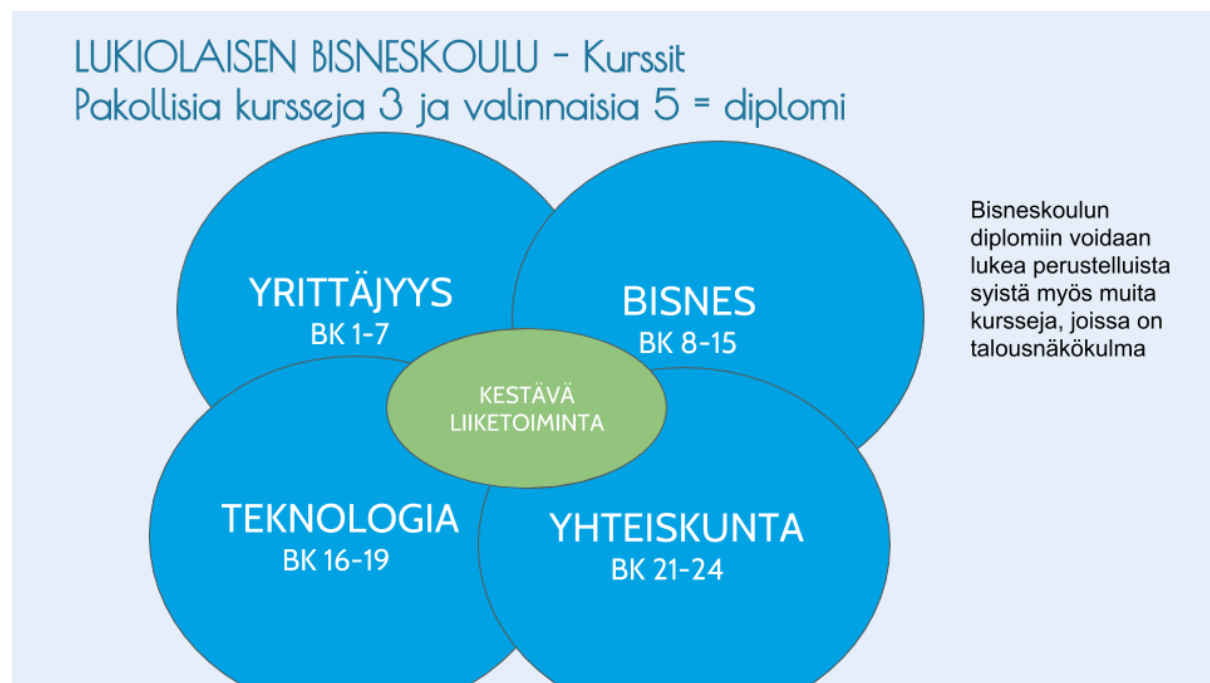 LUKIOLAISEN BISNESKOULU - Kurssit
Pakollisia kursseja 3 ja valinnaisia 5 = diplomi
YRITTÄJYYS
BK 1-7
BISNES
BK 8-15
Bisneskoulun
diplomiin voidaan
lukea perustelluista
syistä myös muita
kursseja, joissa on
talousnäkökulma
KESTÄVÄ
LIIKETOIMINTA
TEKNOLOGIA
BK 16-19
YHTEISKUNTA
BK 21-24